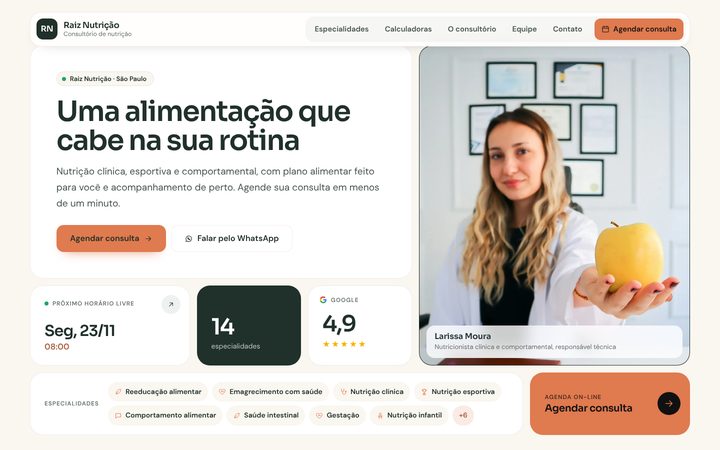 RN
Raiz Nutrição
Consultório de nutrição
Especialidades
Calculadoras
O consultório
Equipe
Contato
Agendar consulta
Raiz Nutrição · São Paulo
Uma alimentação que
cabe na sua rotina
Nutrição clínica, esportiva e comportamental, com plano alimentar feito
para você e acompanhamento de perto. Agende sua consulta em menos
de um minuto.
Agendar consulta →
Falar pelo WhatsApp
PRÓXIMO HORÁRIO LIVRE
Seg, 23/11
08:00
14
especialidades
GOOGLE
4,9
★★★★★
Larissa Moura
Nutricionista clínica e comportamental, responsável técnica
ESPECIALIDADES
Reeducação alimentar
Emagrecimento com saúde
Nutrição clínica
Nutrição esportiva
Comportamento alimentar
Saúde intestinal
Gestação
Nutrição infantil
+6
AGENDA ON-LINE
Agendar consulta